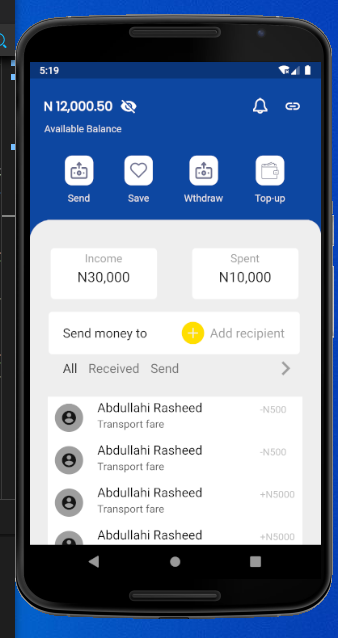 5:19
N 12,000.50
Available Balance
Send Save Wthdraw Top-up
Income Spent
N30,000 N10,000
Send money to Add recipient
All Received Send
Abdullahi Rasheed -N500
Transport fare
Abdullahi Rasheed -N500
Transport fare
Abdullahi Rasheed +N5000
Transport fare
Abdullahi Rasheed +N5000
Transport fare